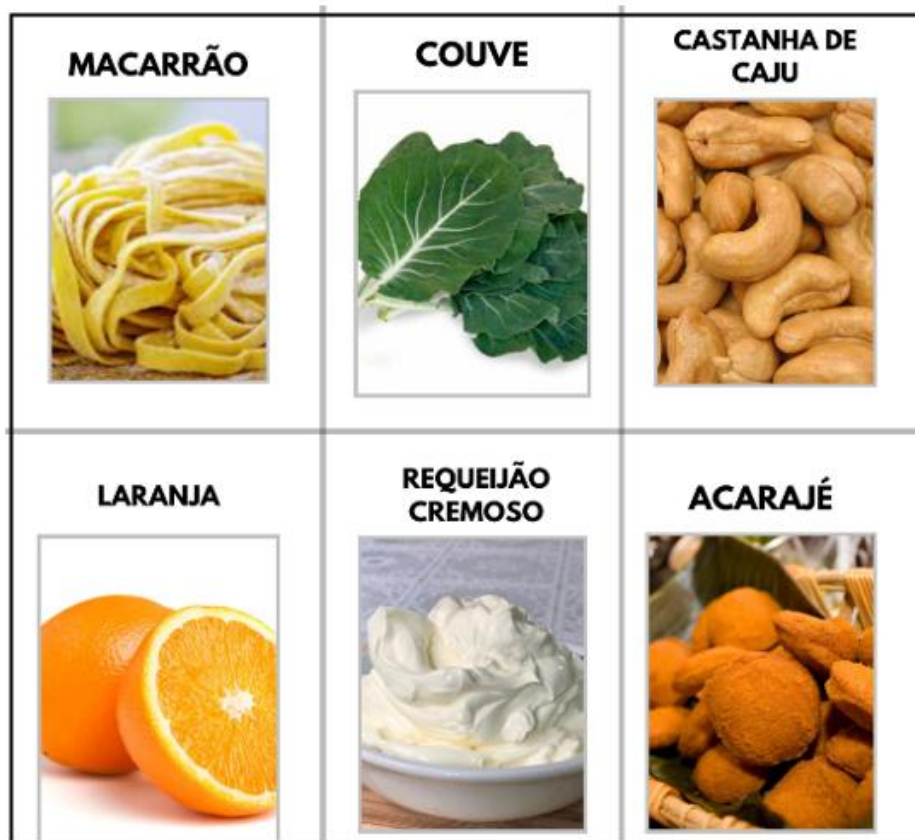 MACARRÃO
COUVE
CASTANHA DE
CAJU
LARANJA
REQUEIJÃO
CREMOSO
ACARAJÉ